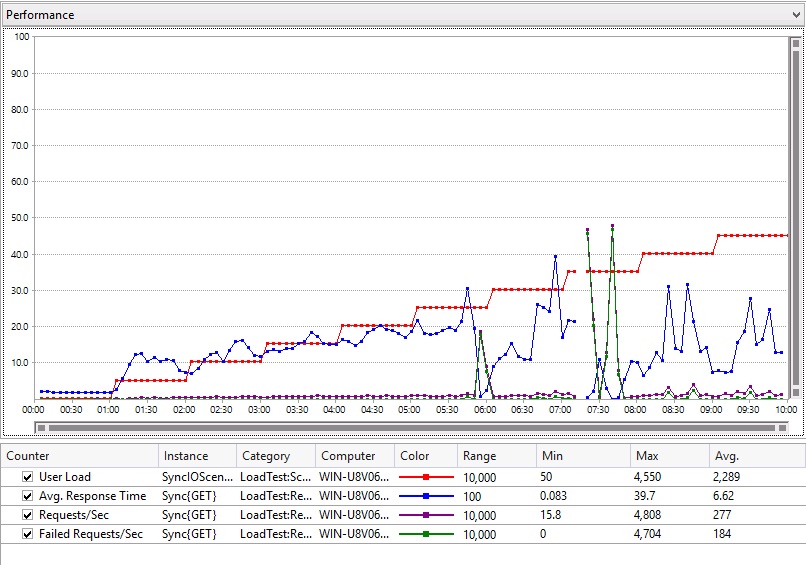 Performance
100
90.0
80.0
70.0
60.0
50.0
40.0
30.0
20.0
10.0
00:00 00:30 01:00 01:30 02:00 02:30 03:00 03:30 04:00 04:30 05:00 05:30 06:00 06:30 07:00 07:30 08:00 08:30 09:00 09:30 10:00
Counter Instance Category Computer Color Range Min Max Avg.
User Load SyncIOScen... LoadTest:Sc... WIN-U8V06... 10,000 50 4,550 2,289
Avg. Response Time Sync{GET} LoadTest:Re... WIN-U8V06... 100 0.083 39.7 6.62
Requests/Sec Sync{GET} LoadTest:Re... WIN-U8V06... 10,000 15.8 4,808 277
Failed Requests/Sec Sync{GET} LoadTest:Re... WIN-U8V06... 10,000 0 4,704 184